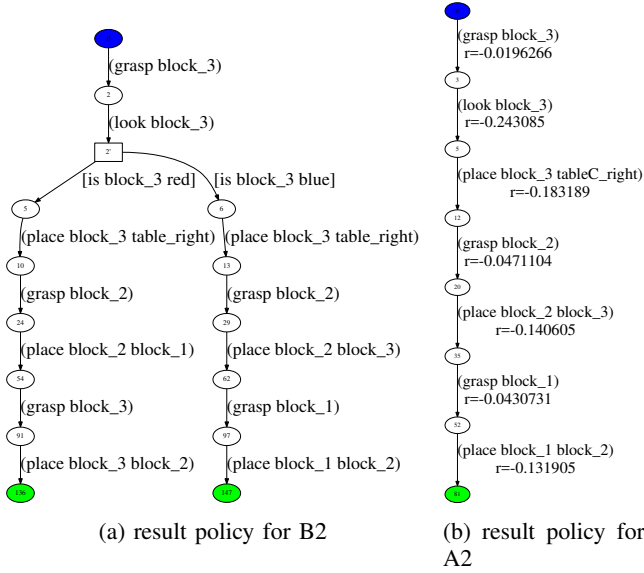 (grasp block_3)
2
(look block_3)
2'
[is block_3 red]
[is block_3 blue]
5
6
(place block_3 table_right)
(place block_3 table_right)
10
13
(grasp block_2)
(grasp block_2)
24
29
(place block_2 block_1)
(place block_2 block_3)
54
62
(grasp block_3)
(grasp block_1)
91
97
(place block_3 block_2)
(place block_1 block_2)
136
147
(a) result policy for B2
(grasp block_3)
r=-0.0196266
3
(look block_3)
r=-0.243085
5
(place block_3 tableC_right)
r=-0.183189
12
(grasp block_2)
r=-0.0471104
20
(place block_2 block_3)
r=-0.140605
35
(grasp block_1)
r=-0.0430731
52
(place block_1 block_2)
r=-0.131905
81
(b) result policy for
A2